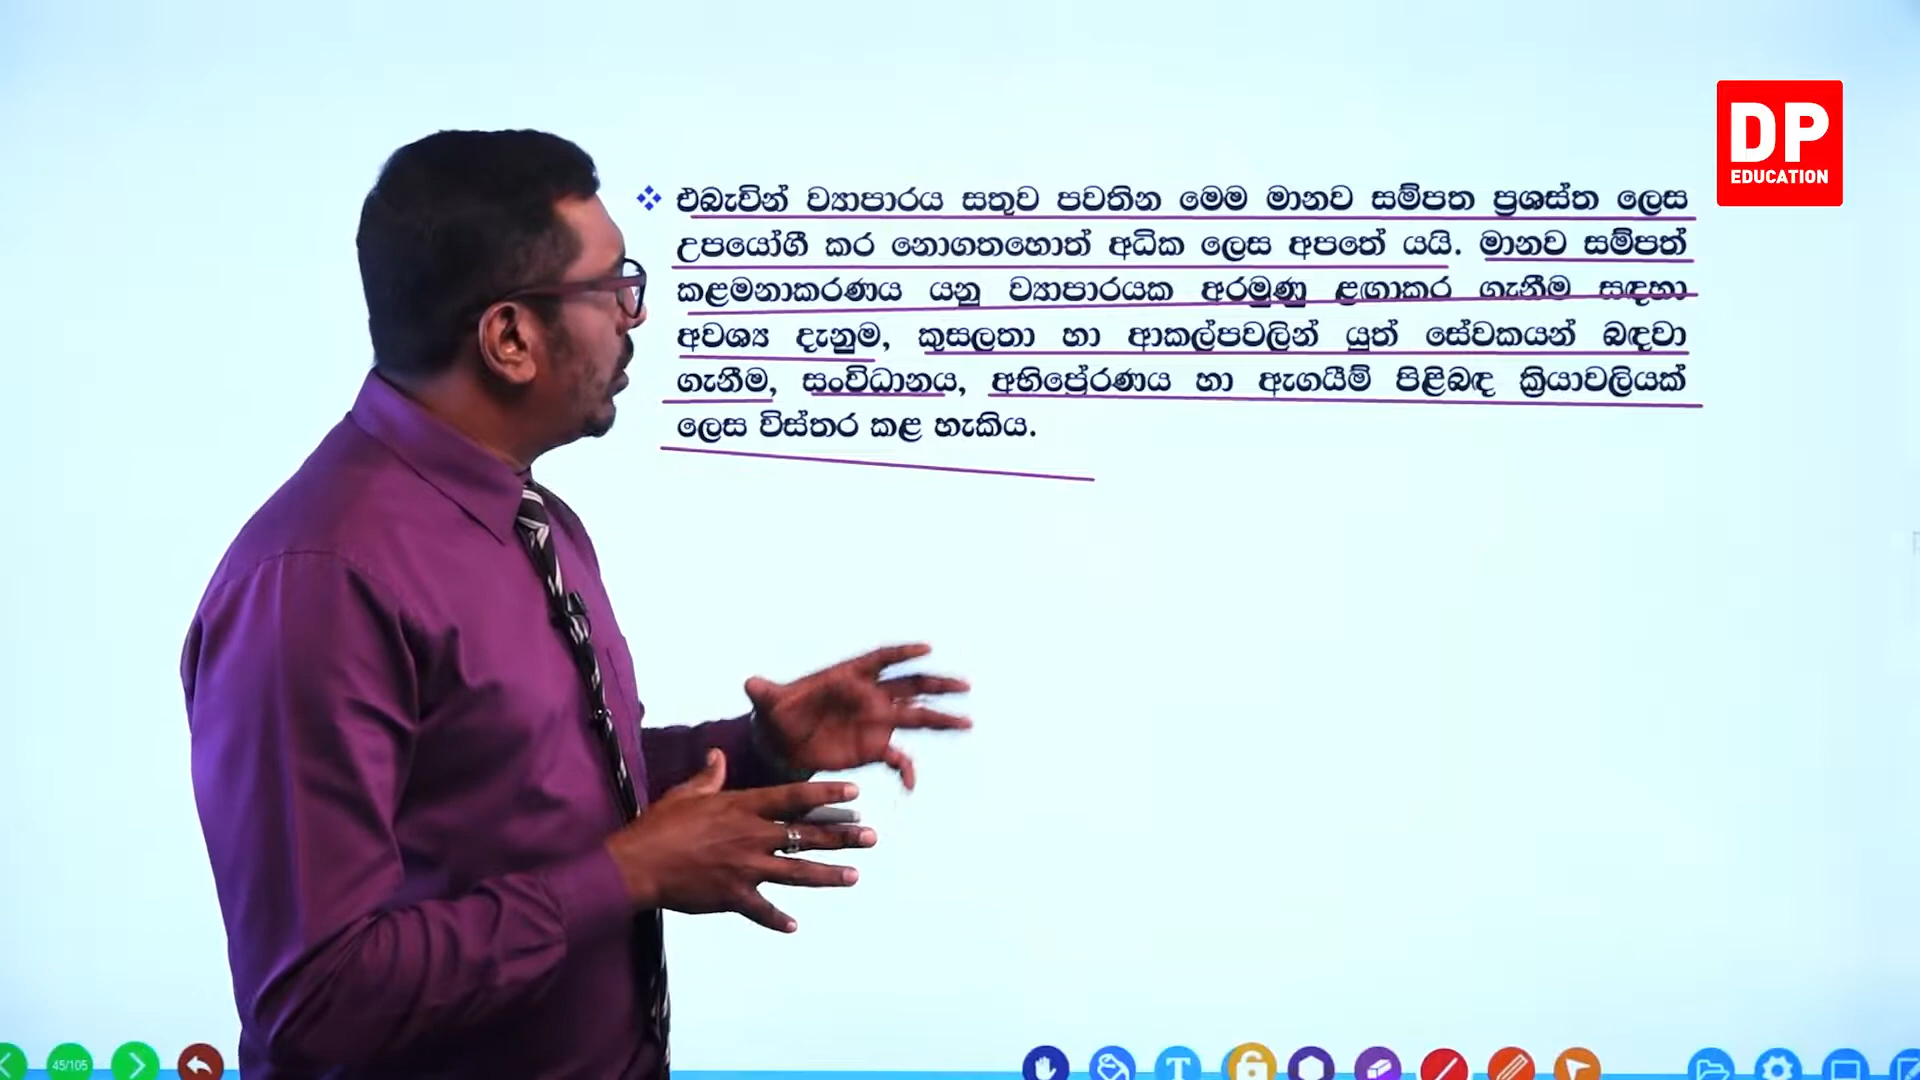 DP
EDUCATION
එබැවින් ව්‍යාපාරය සතුව පවතින මෙම මානව සම්පත ප්‍රශස්ත ලෙස
උපයෝගී කර නොගතහොත් අධික ලෙස අපතේ යයි. මානව සම්පත්
කළමනාකරණය යනු ව්‍යාපාරයක අරමුණු ළඟාකර ගැනීම සඳහා
අවශ්‍ය දැනුම, කුසලතා හා ආකල්පවලින් යුත් සේවකයන් බඳවා
ගැනීම, සංවිධානය, අභිප්‍රේරණය හා ඇගයීම් පිළිබඳ ක්‍රියාවලියක්
ලෙස විස්තර කළ හැකිය.
45/105
T